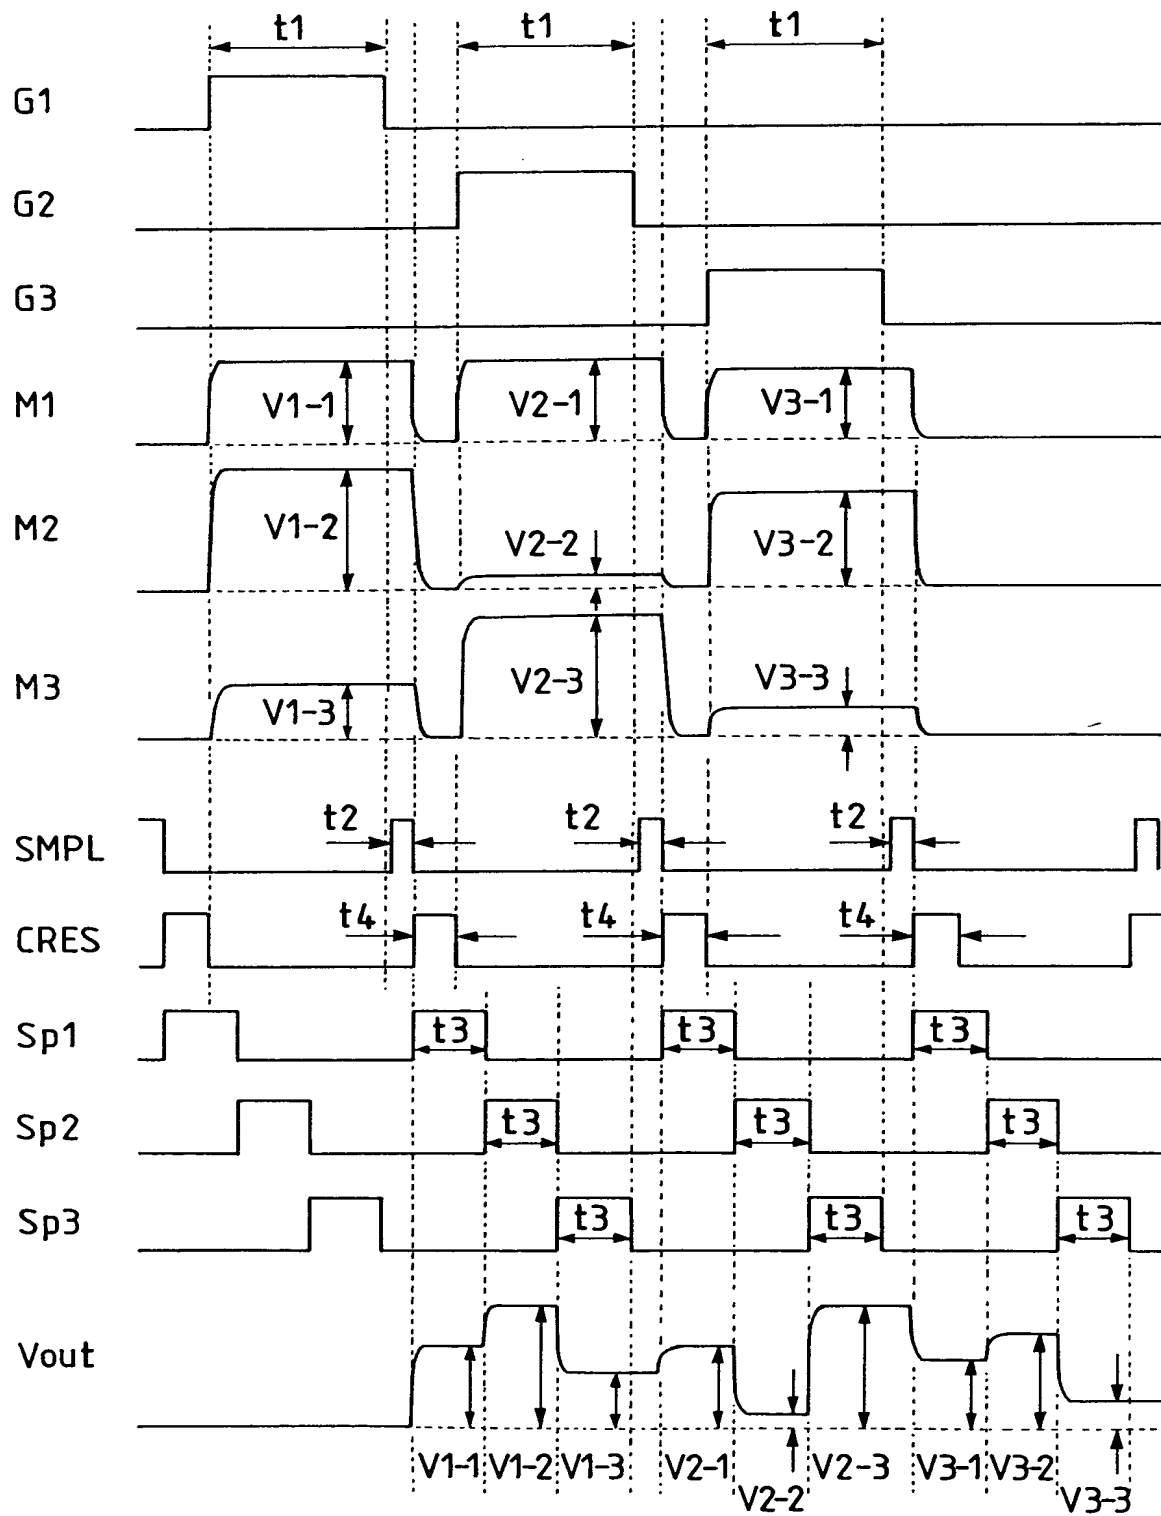 t1 t1 t1
G1
G2
G3
M1 V1-1 V2-1 V3-1
M2 V1-2 V2-2 V3-2
M3 V1-3 V2-3 V3-3
SMPL t2 t2 t2
CRES t4 t4 t4
Sp1 t3 t3 t3
Sp2 t3 t3 t3
Sp3 t3 t3 t3
Vout
V1-1 V1-2 V1-3 V2-1 V2-2 V2-3 V3-1 V3-2 V3-3